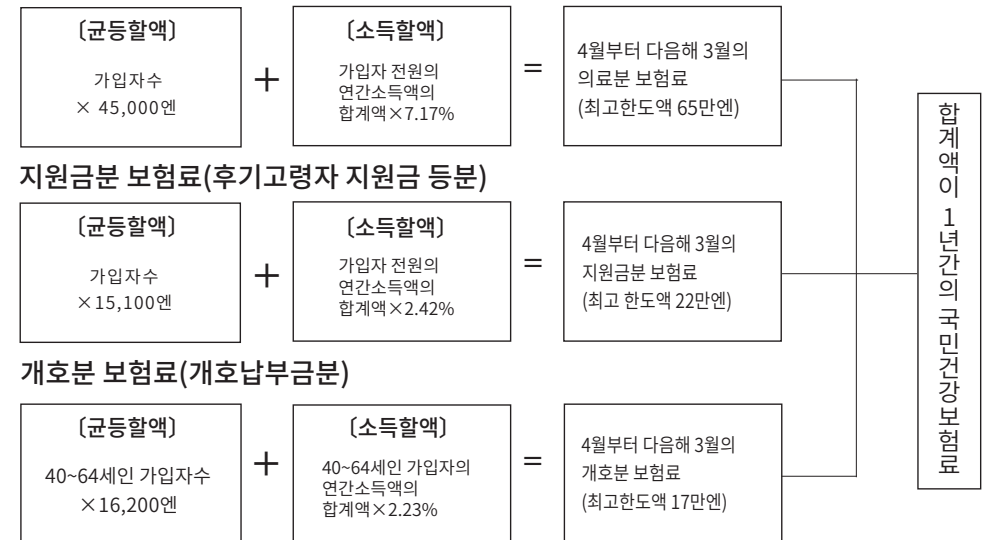 〔균등할액〕
가입자수
× 45,000엔
+
〔소득할액〕
가입자 전원의
연간소득액의
합계액×7.17%
=
4월부터 다음해 3월의
의료분 보험료
(최고한도액 65만엔)
지원금분 보험료(후기고령자 지원금 등분)
〔균등할액〕
가입자수
×15,100엔
+
〔소득할액〕
가입자 전원의
연간소득액의
합계액×2.42%
=
4월부터 다음해 3월의
지원금분 보험료
(최고 한도액 22만엔)
개호분 보험료(개호납부금분)
〔균등할액〕
40~64세인 가입자수
×16,200엔
+
〔소득할액〕
40~64세인 가입자의
연간소득액의
합계액×2.23%
=
4월부터 다음해 3월의
개호분 보험료
(최고한도액 17만엔)
합계액이 1년간의 국민건강보험료